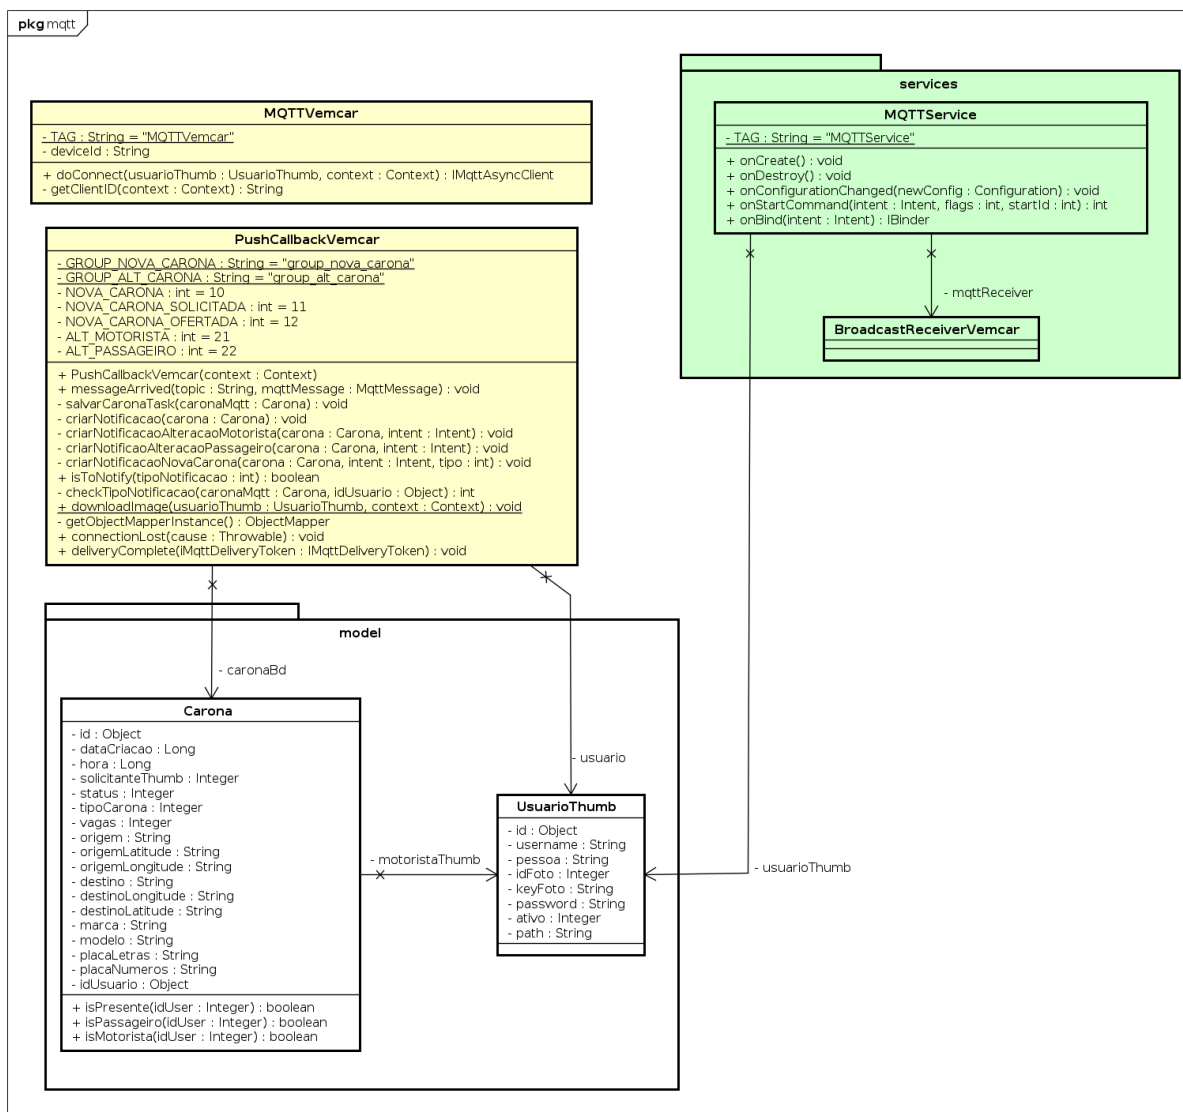 pkg mqtt
MQTTVemcar
- TAG : String = "MQTTVemcar"
- deviceId : String
+ doConnect(usuarioThumb : UsuarioThumb, context : Context) : IMqttAsyncClient
- getClientID(context : Context) : String
services
MQTTService
- TAG : String = "MQTTService"
+ onCreate() : void
+ onDestroy() : void
+ onConfigurationChanged(newConfig : Configuration) : void
+ onStartCommand(intent : Intent, flags : int, startId : int) : int
+ onBind(intent : Intent) : IBinder
- mqttReceiver
BroadcastReceiverVemcar
PushCallbackVemcar
- GROUP_NOVA_CARONA : String = "group_nova_carona"
- GROUP_ALT_CARONA : String = "group_alt_carona"
- NOVA_CARONA : int = 10
- NOVA_CARONA_SOLICITADA : int = 11
- NOVA_CARONA_OFERTADA : int = 12
- ALT_MOTORISTA : int = 21
- ALT_PASSAGEIRO : int = 22
+ PushCallbackVemcar(context : Context)
+ messageArrived(topic : String, mqttMessage : MqttMessage) : void
- salvarCaronaTask(caronaMqtt : Carona) : void
- criarNotificacao(carona : Carona) : void
- criarNotificacaoAlteracaoMotorista(carona : Carona, intent : Intent) : void
- criarNotificaoAlteracaoPassageiro(carona : Carona, intent : Intent) : void
- criarNotificacaoNovaCarona(carona : Carona, intent : Intent, tipo : int) : void
+ isToNotify(tipoNotificacao : int) : boolean
- checkTipoNotificacao(caronaMqtt : Carona, idUsuario : Object) : int
+ downloadImage(usuarioThumb : UsuarioThumb, context : Context) : void
- getObjectMapperInstance() : ObjectMapper
+ connectionLost(cause : Throwable) : void
+ deliveryComplete(iMqttDeliveryToken : IMqttDeliveryToken) : void
model
- caronaBd
Carona
- id : Object
- dataCriacao : Long
- hora : Long
- solicitanteThumb : Integer
- status : Integer
- tipoCarona : Integer
- vagas : Integer
- origem : String
- origemLatitude : String
- origemLongitude : String
- destino : String
- destinoLongitude : String
- destinoLatitude : String
- marca : String
- modelo : String
- placaLetras : String
- placaNumeros : String
- idUsuario : Object
+ isPresente(idUser : Integer) : boolean
+ isPassageiro(idUser : Integer) : boolean
+ isMotorista(idUser : Integer) : boolean
- motoristaThumb
- usuario
UsuarioThumb
- id : Object
- username : String
- pessoa : String
- idFoto : Integer
- keyFoto : String
- password : String
- ativo : Integer
- path : String
- usuarioThumb